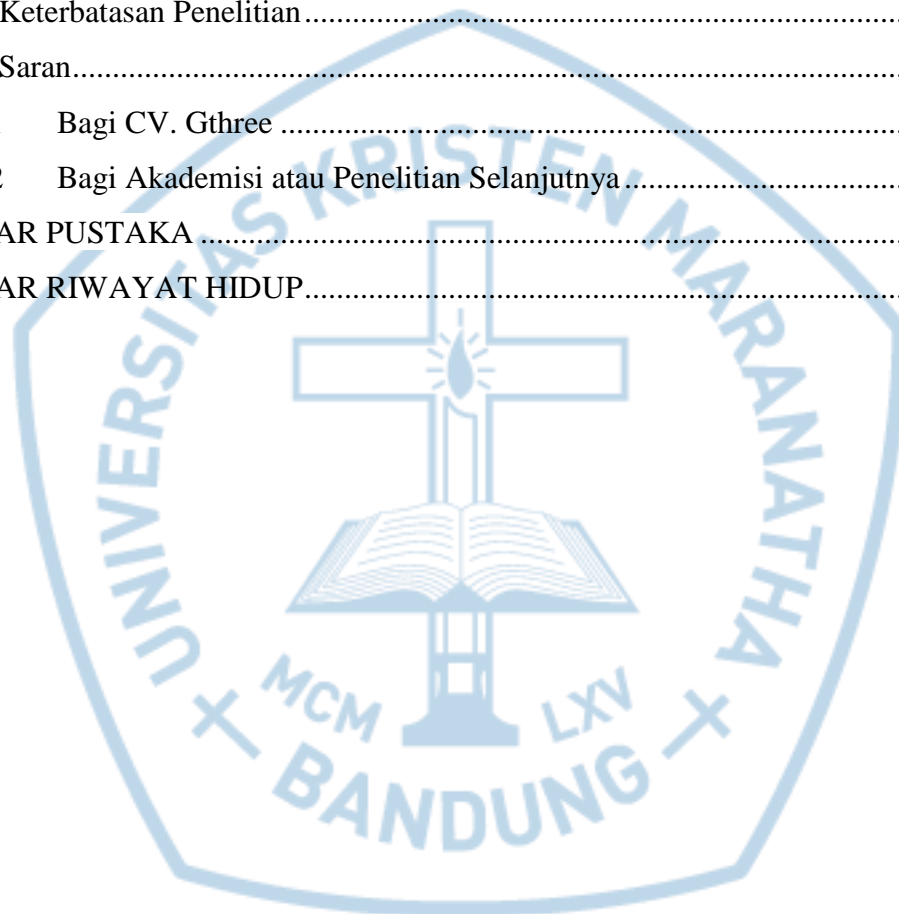 Keterbatasan Penelitian
Saran
Bagi CV. Gthree
2 Bagi Akademisi atau Penelitian Selanjutnya
AR PUSTAKA
AR RIWAYAT HIDUP
UNIVERSITAS KRISTEN MARANATHA
MCM LXV
BANDUNG